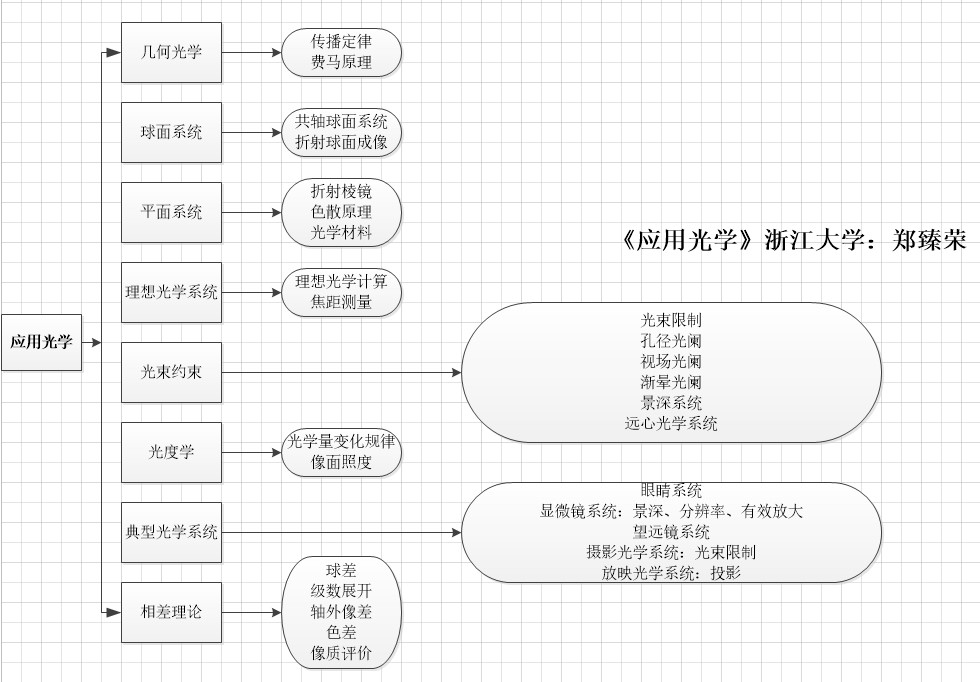 应用光学
几何光学
传播定律
费马原理
球面系统
共轴球面系统
折射球面成像
平面系统
折射棱镜
色散原理
光学材料
理想光学系统
理想光学计算
焦距测量
光束约束
光束限制
孔径光阑
视场光阑
渐晕光阑
景深系统
远心光学系统
光度学
光学量变化规律
像面照度
典型光学系统
眼睛系统
显微镜系统：景深、分辨率、有效放大
望远镜系统
摄影光学系统：光束限制
放映光学系统：投影
相差理论
球差
级数展开
轴外像差
色差
像质评价
《应用光学》浙江大学：郑臻荣